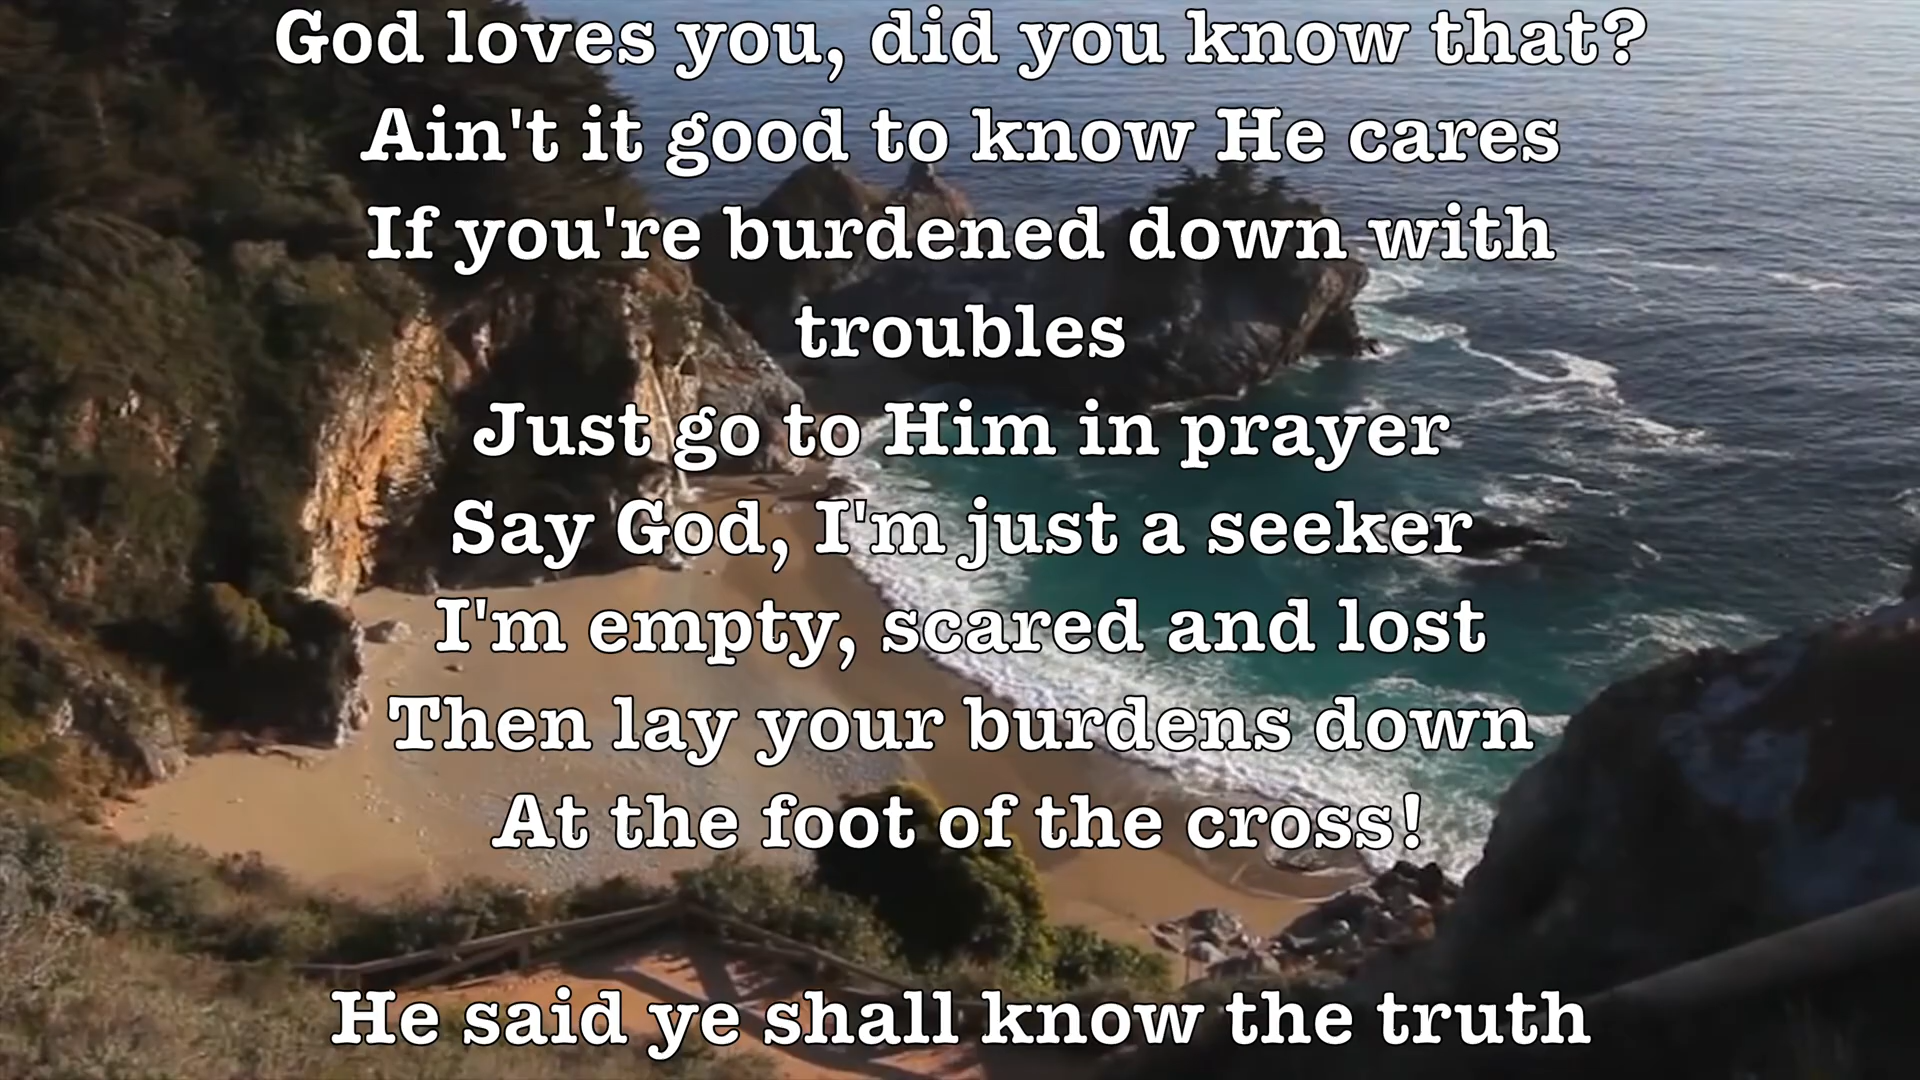 God loves you, did you know that?
Ain't it good to know He cares
If you're burdened down with
troubles
Just go to Him in prayer
Say God, I'm just a seeker
I'm empty, scared and lost
Then lay your burdens down
At the foot of the cross!
He said ye shall know the truth